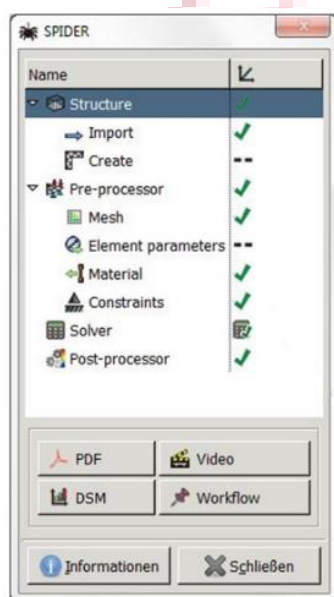 SPIDER
Name
Structure
Import
Create
Pre-processor
Mesh
Element parameters
Material
Constraints
Solver
Post-processor
PDF Video
DSM Workflow
Informationen Schließen